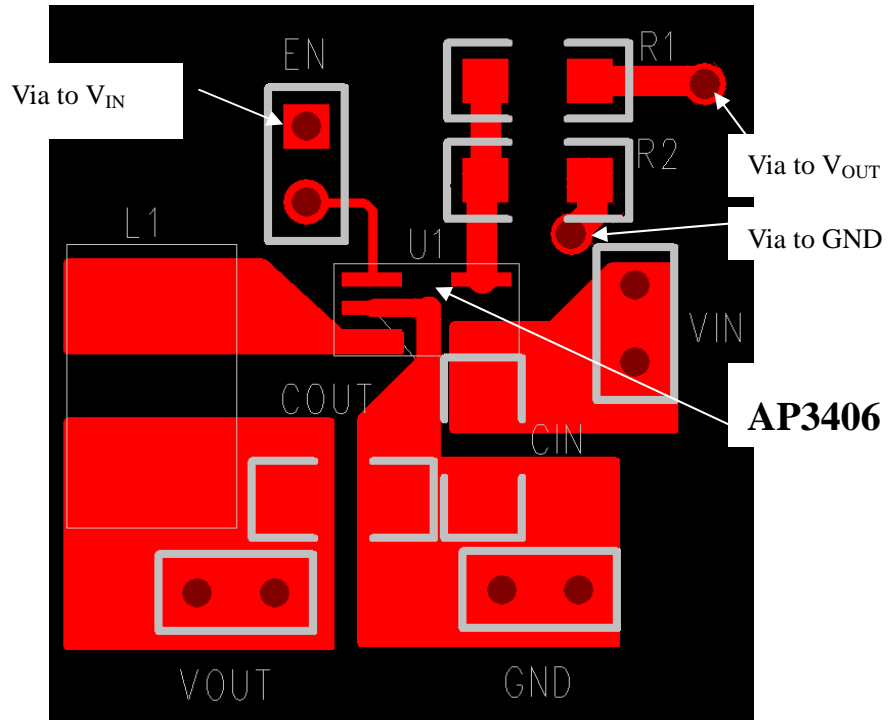 EN
R1
Via to VIN
R2
Via to VOUT
L1
U1
Via to GND
VIN
COUT
AP3406
CIN
VOUT
GND